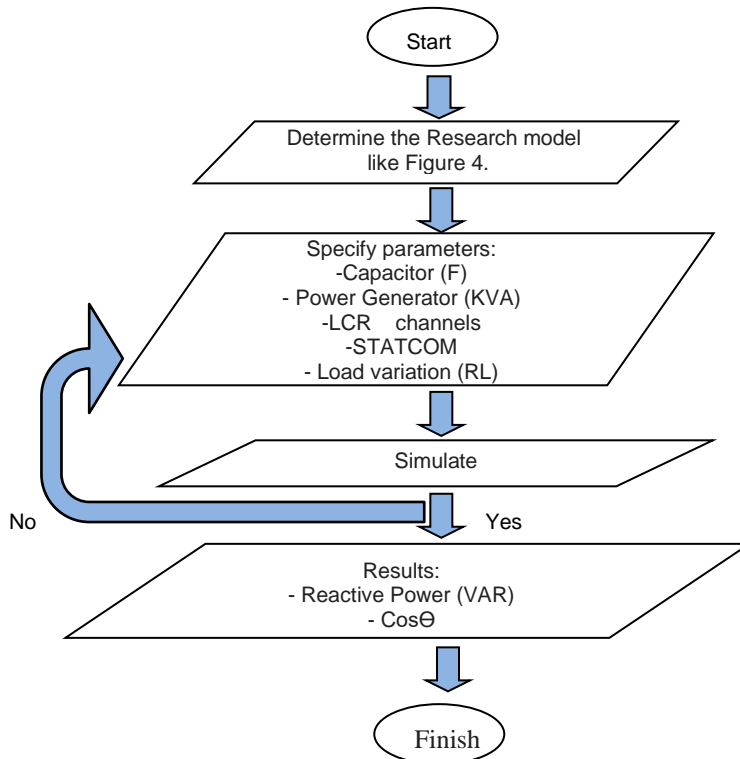 Start
Determine the Research model
like Figure 4.
Specify parameters:
-Capacitor (F)
- Power Generator (KVA)
-LCR channels
-STATCOM
- Load variation (RL)
Simulate
No
Yes
Results:
- Reactive Power (VAR)
- Cosϴ
Finish